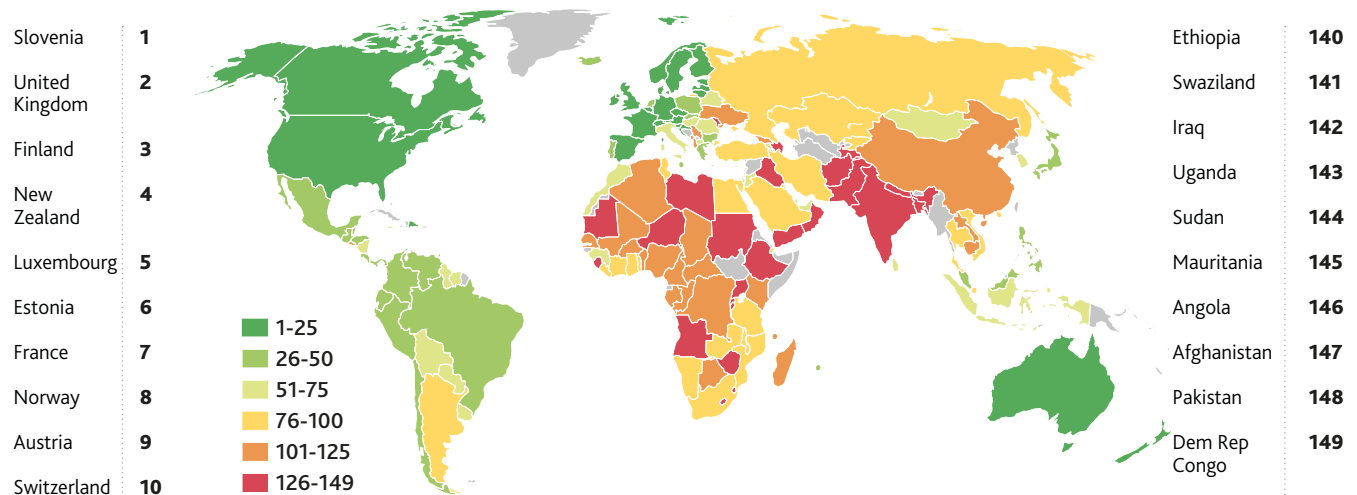 Slovenia 1
United 2
Kingdom
Finland 3
New 4
Zealand
Luxembourg 5
Estonia 6
France 7
Norway 8
Austria 9
Switzerland 10
1-25
26-50
51-75
76-100
101-125
126-149
Ethiopia 140
Swaziland 141
Iraq 142
Uganda 143
Sudan 144
Mauritania 145
Angola 146
Afghanistan 147
Pakistan 148
Dem Rep 149
Congo